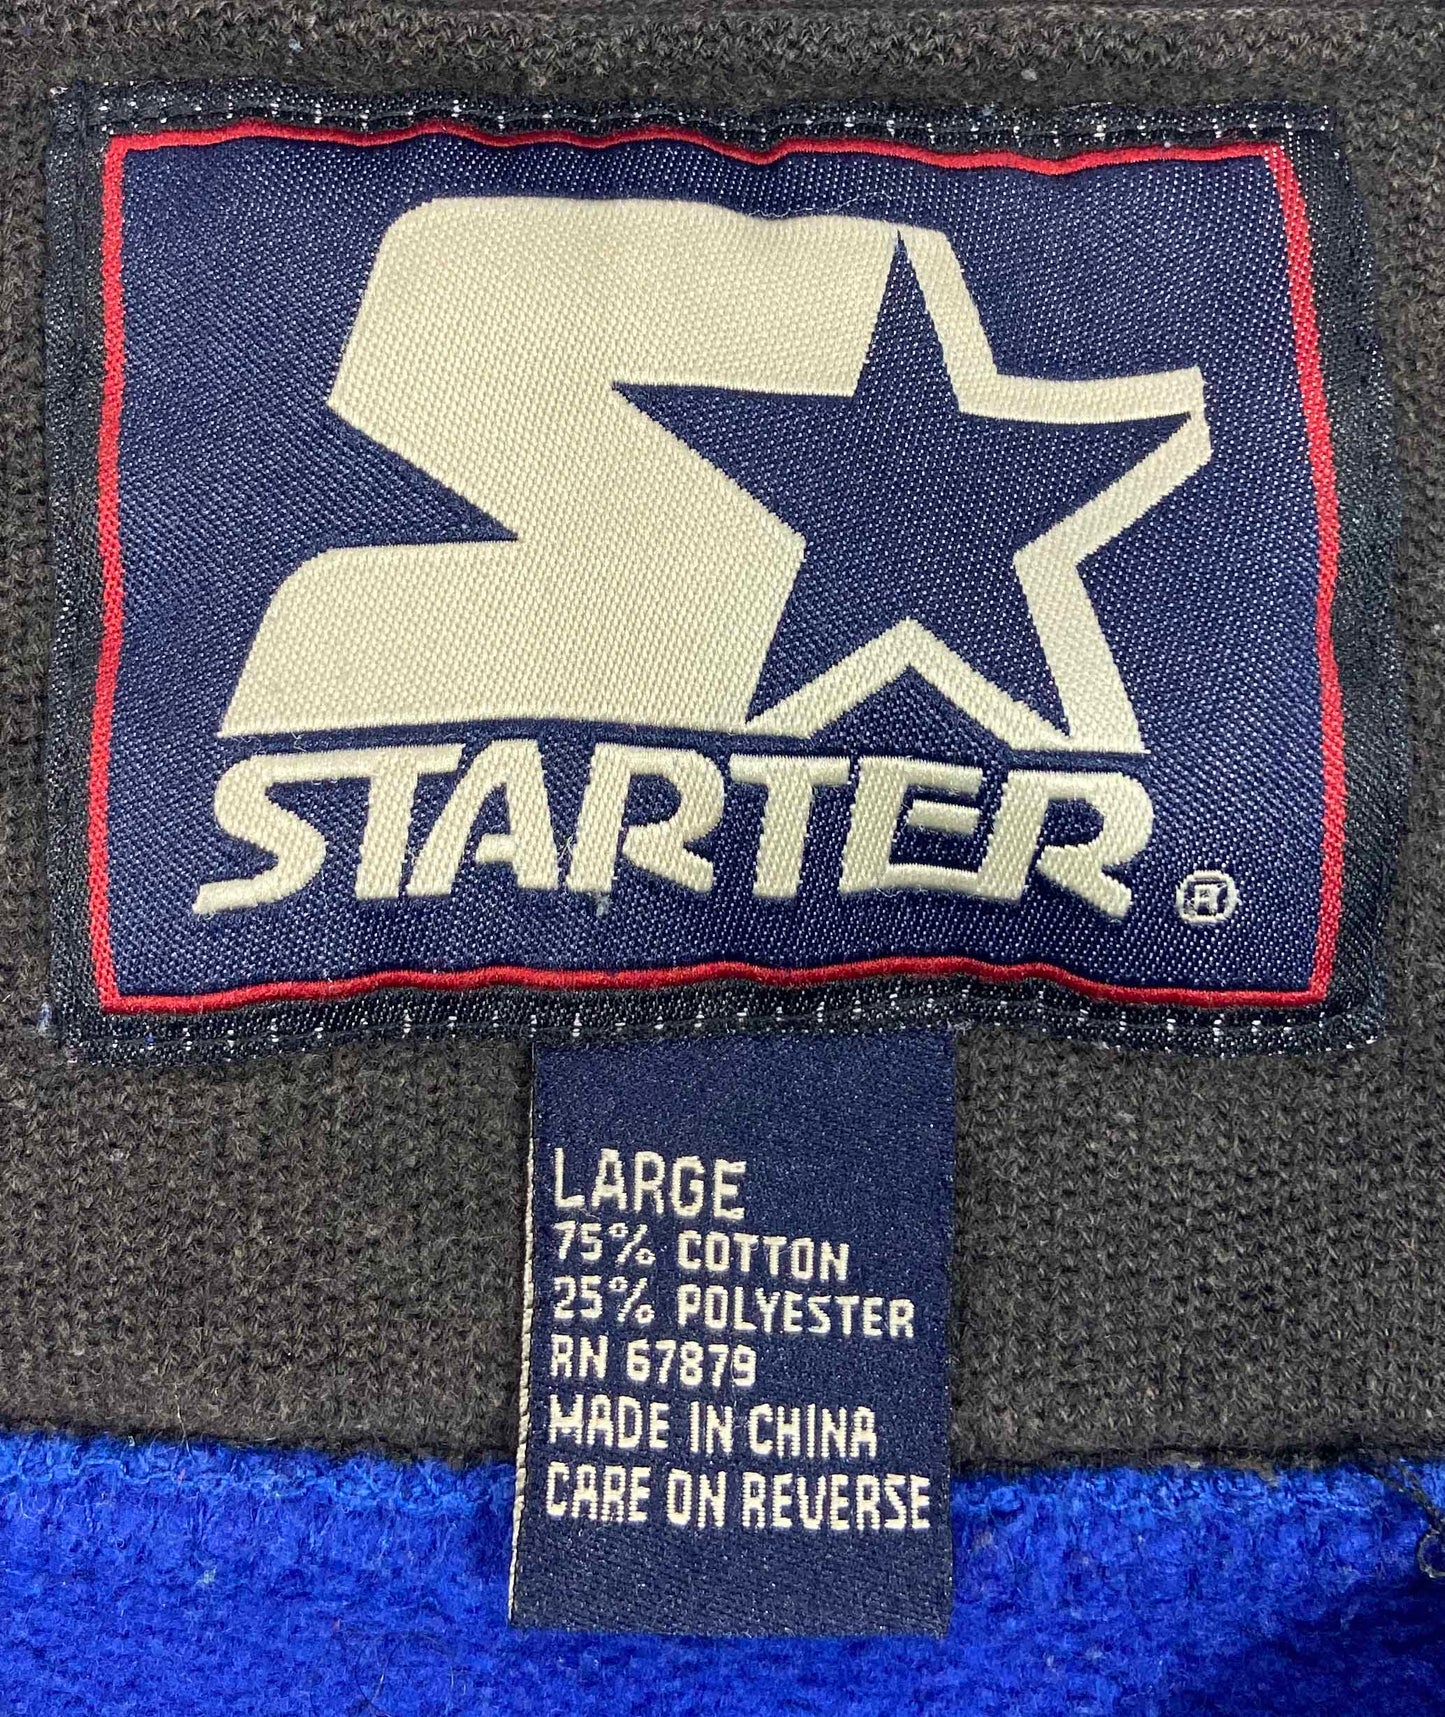 STARTER®
LARGE
75% COTTON
25% POLYESTER
RN 67879
MADE IN CHINA
CARE ON REVERSE